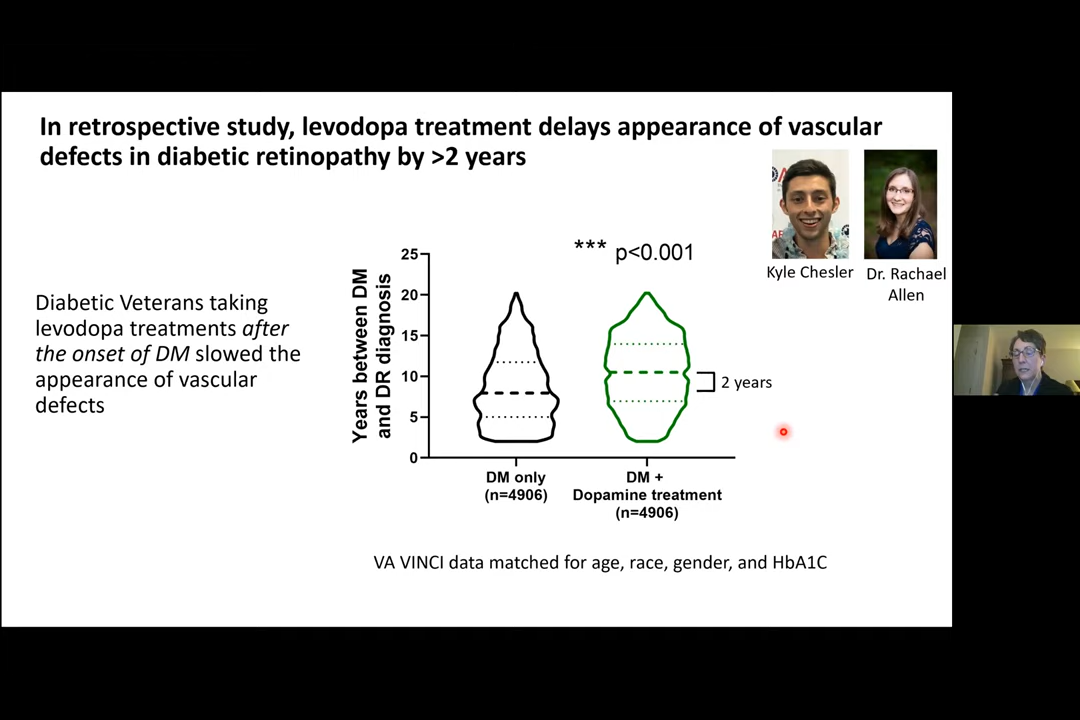 In retrospective study, levodopa treatment delays appearance of vascular
defects in diabetic retinopathy by >2 years
Kyle Chesler
Dr. Rachael
Allen
Diabetic Veterans taking
levodopa treatments after
the onset of DM slowed the
appearance of vascular
defects
Years between DM
and DR diagnosis
25
20
15
10
5
0
*** p<0.001
2 years
DM only
(n=4906)
DM +
Dopamine treatment
(n=4906)
VA VINCI data matched for age, race, gender, and HbA1C